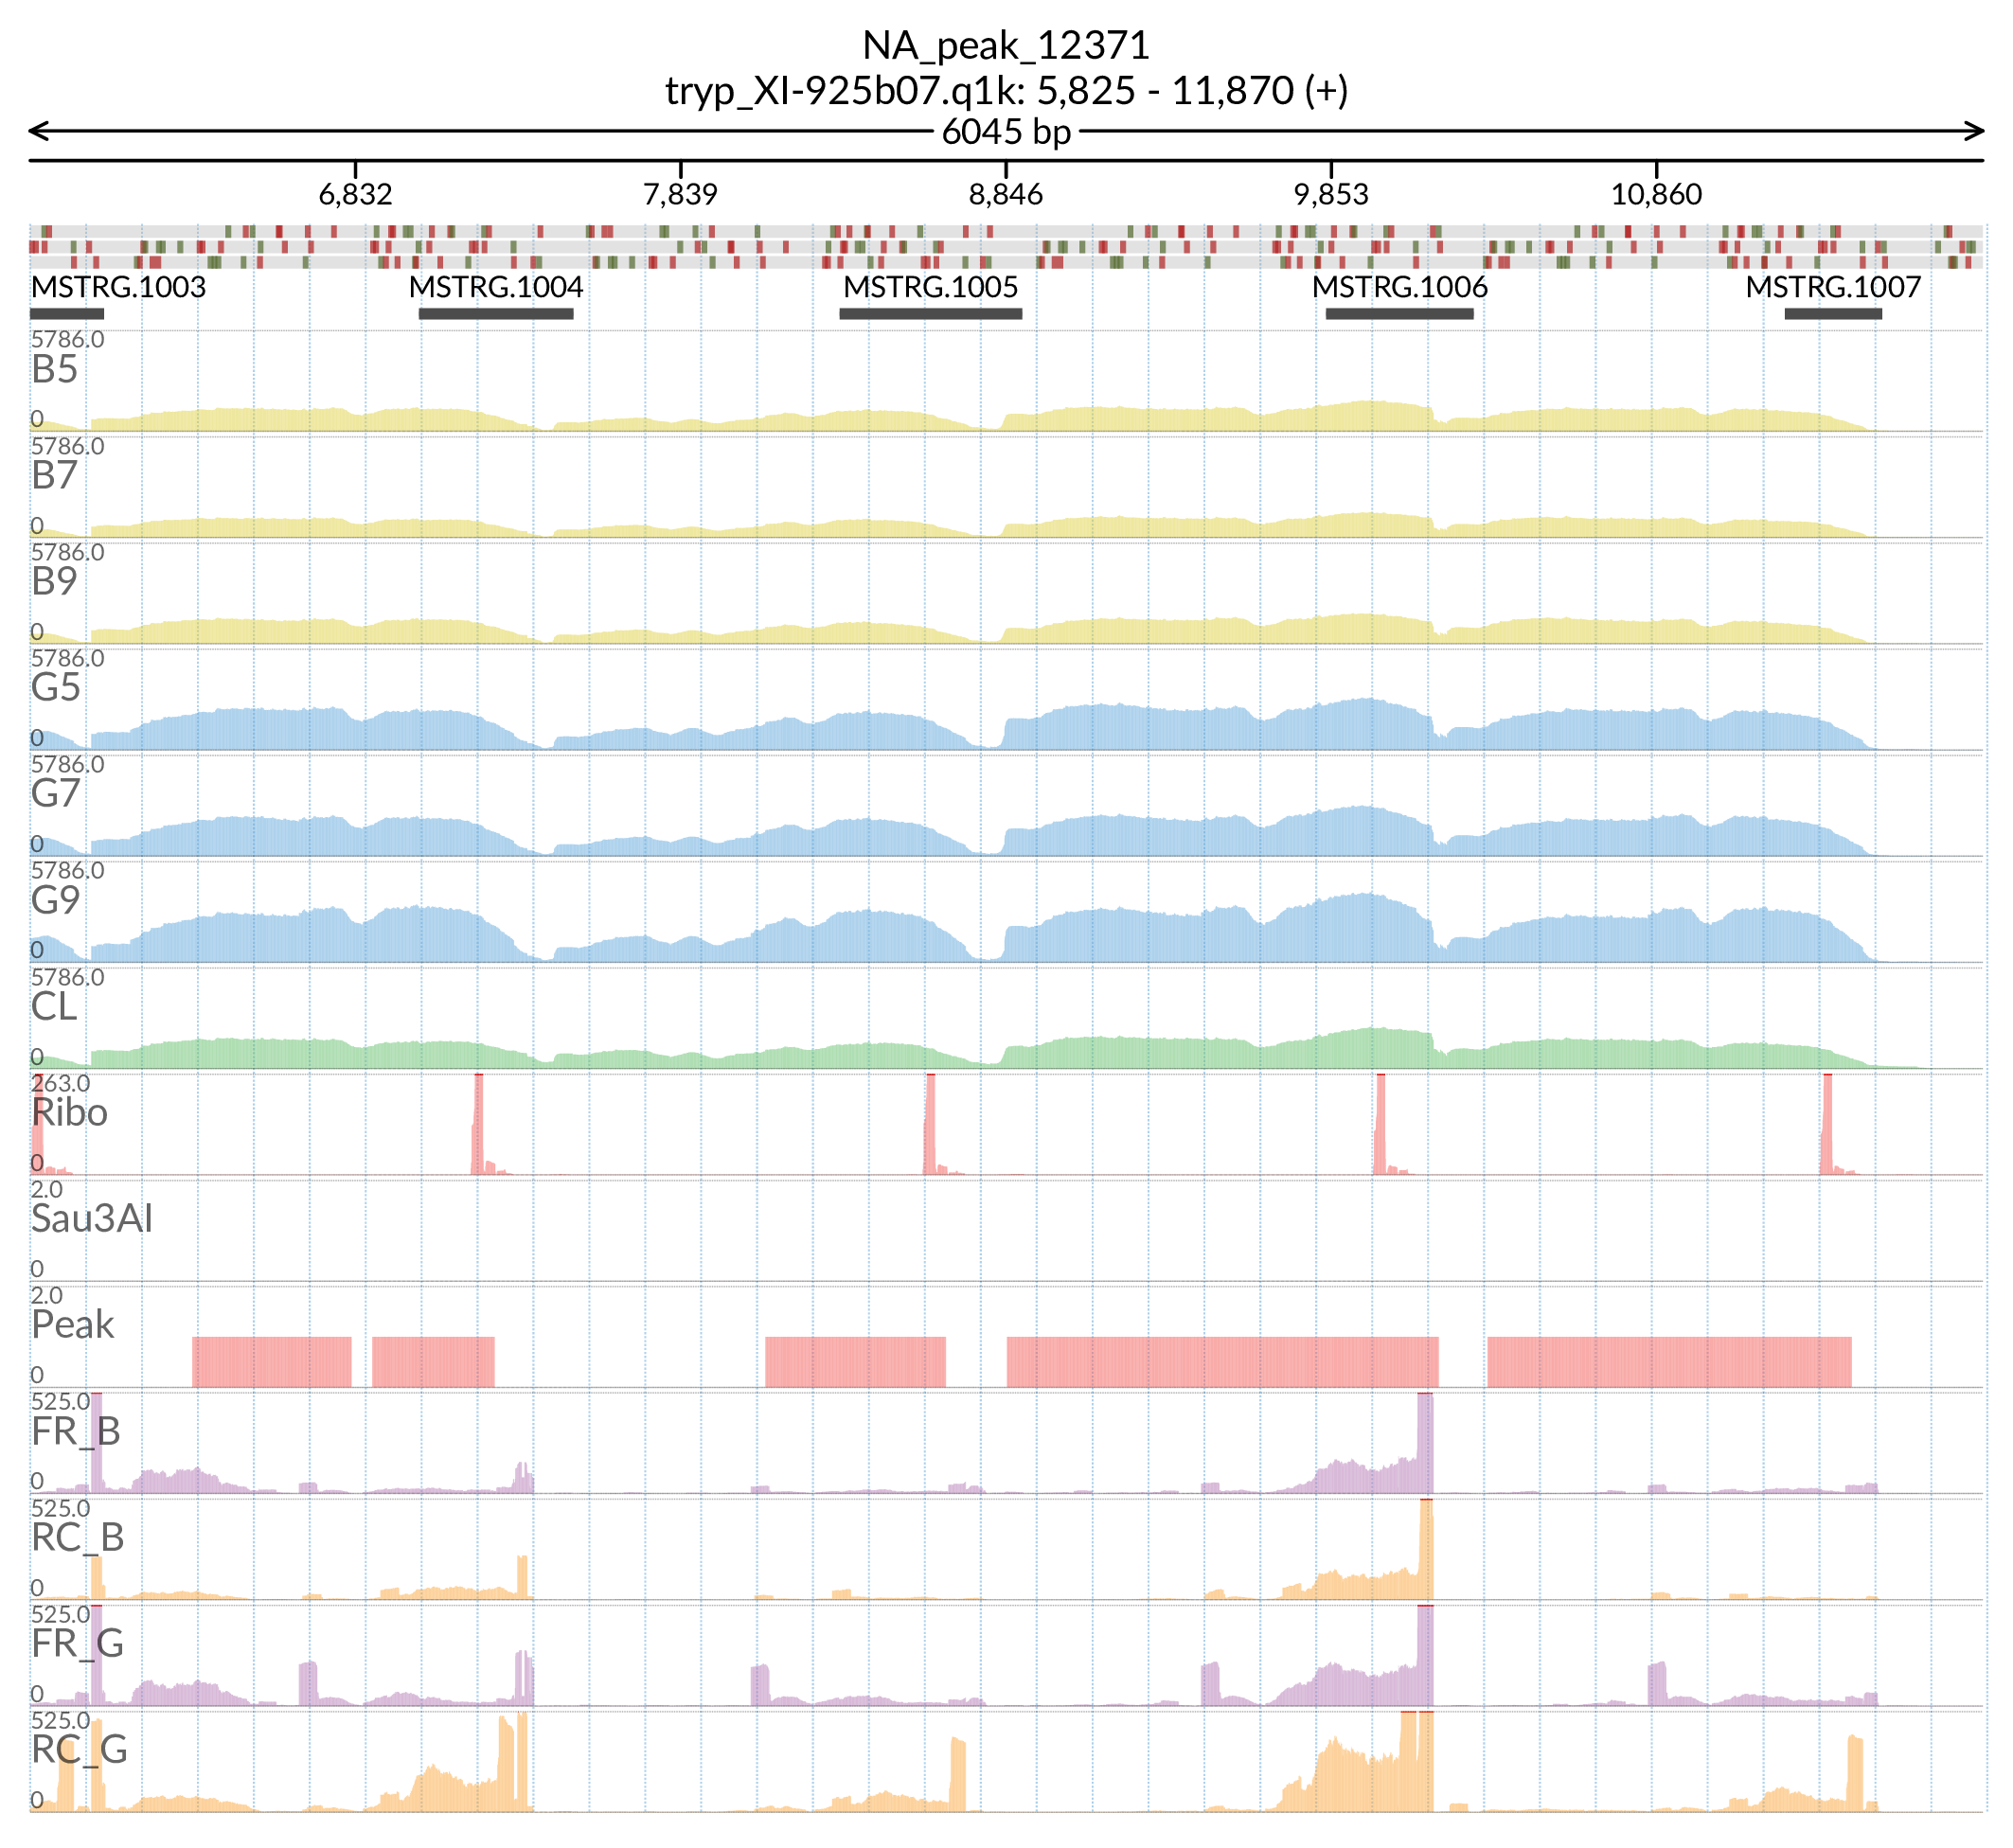 NA_peak_12371
tryp_XI-925b07.q1k: 5,825 - 11,870 (+)
6045 bp
6,832 7,839 8,846 9,853 10,860
MSTRG.1003 MSTRG.1004 MSTRG.1005 MSTRG.1006 MSTRG.1007
5786.0
B5
0
5786.0
B7
0
5786.0
B9
0
5786.0
G5
0
5786.0
G7
0
5786.0
G9
0
5786.0
CL
0
263.0
Ribo
0
2.0
Sau3AI
0
2.0
Peak
0
525.0
FR_B
0
525.0
RC_B
0
525.0
FR_G
0
525.0
RC_G
0